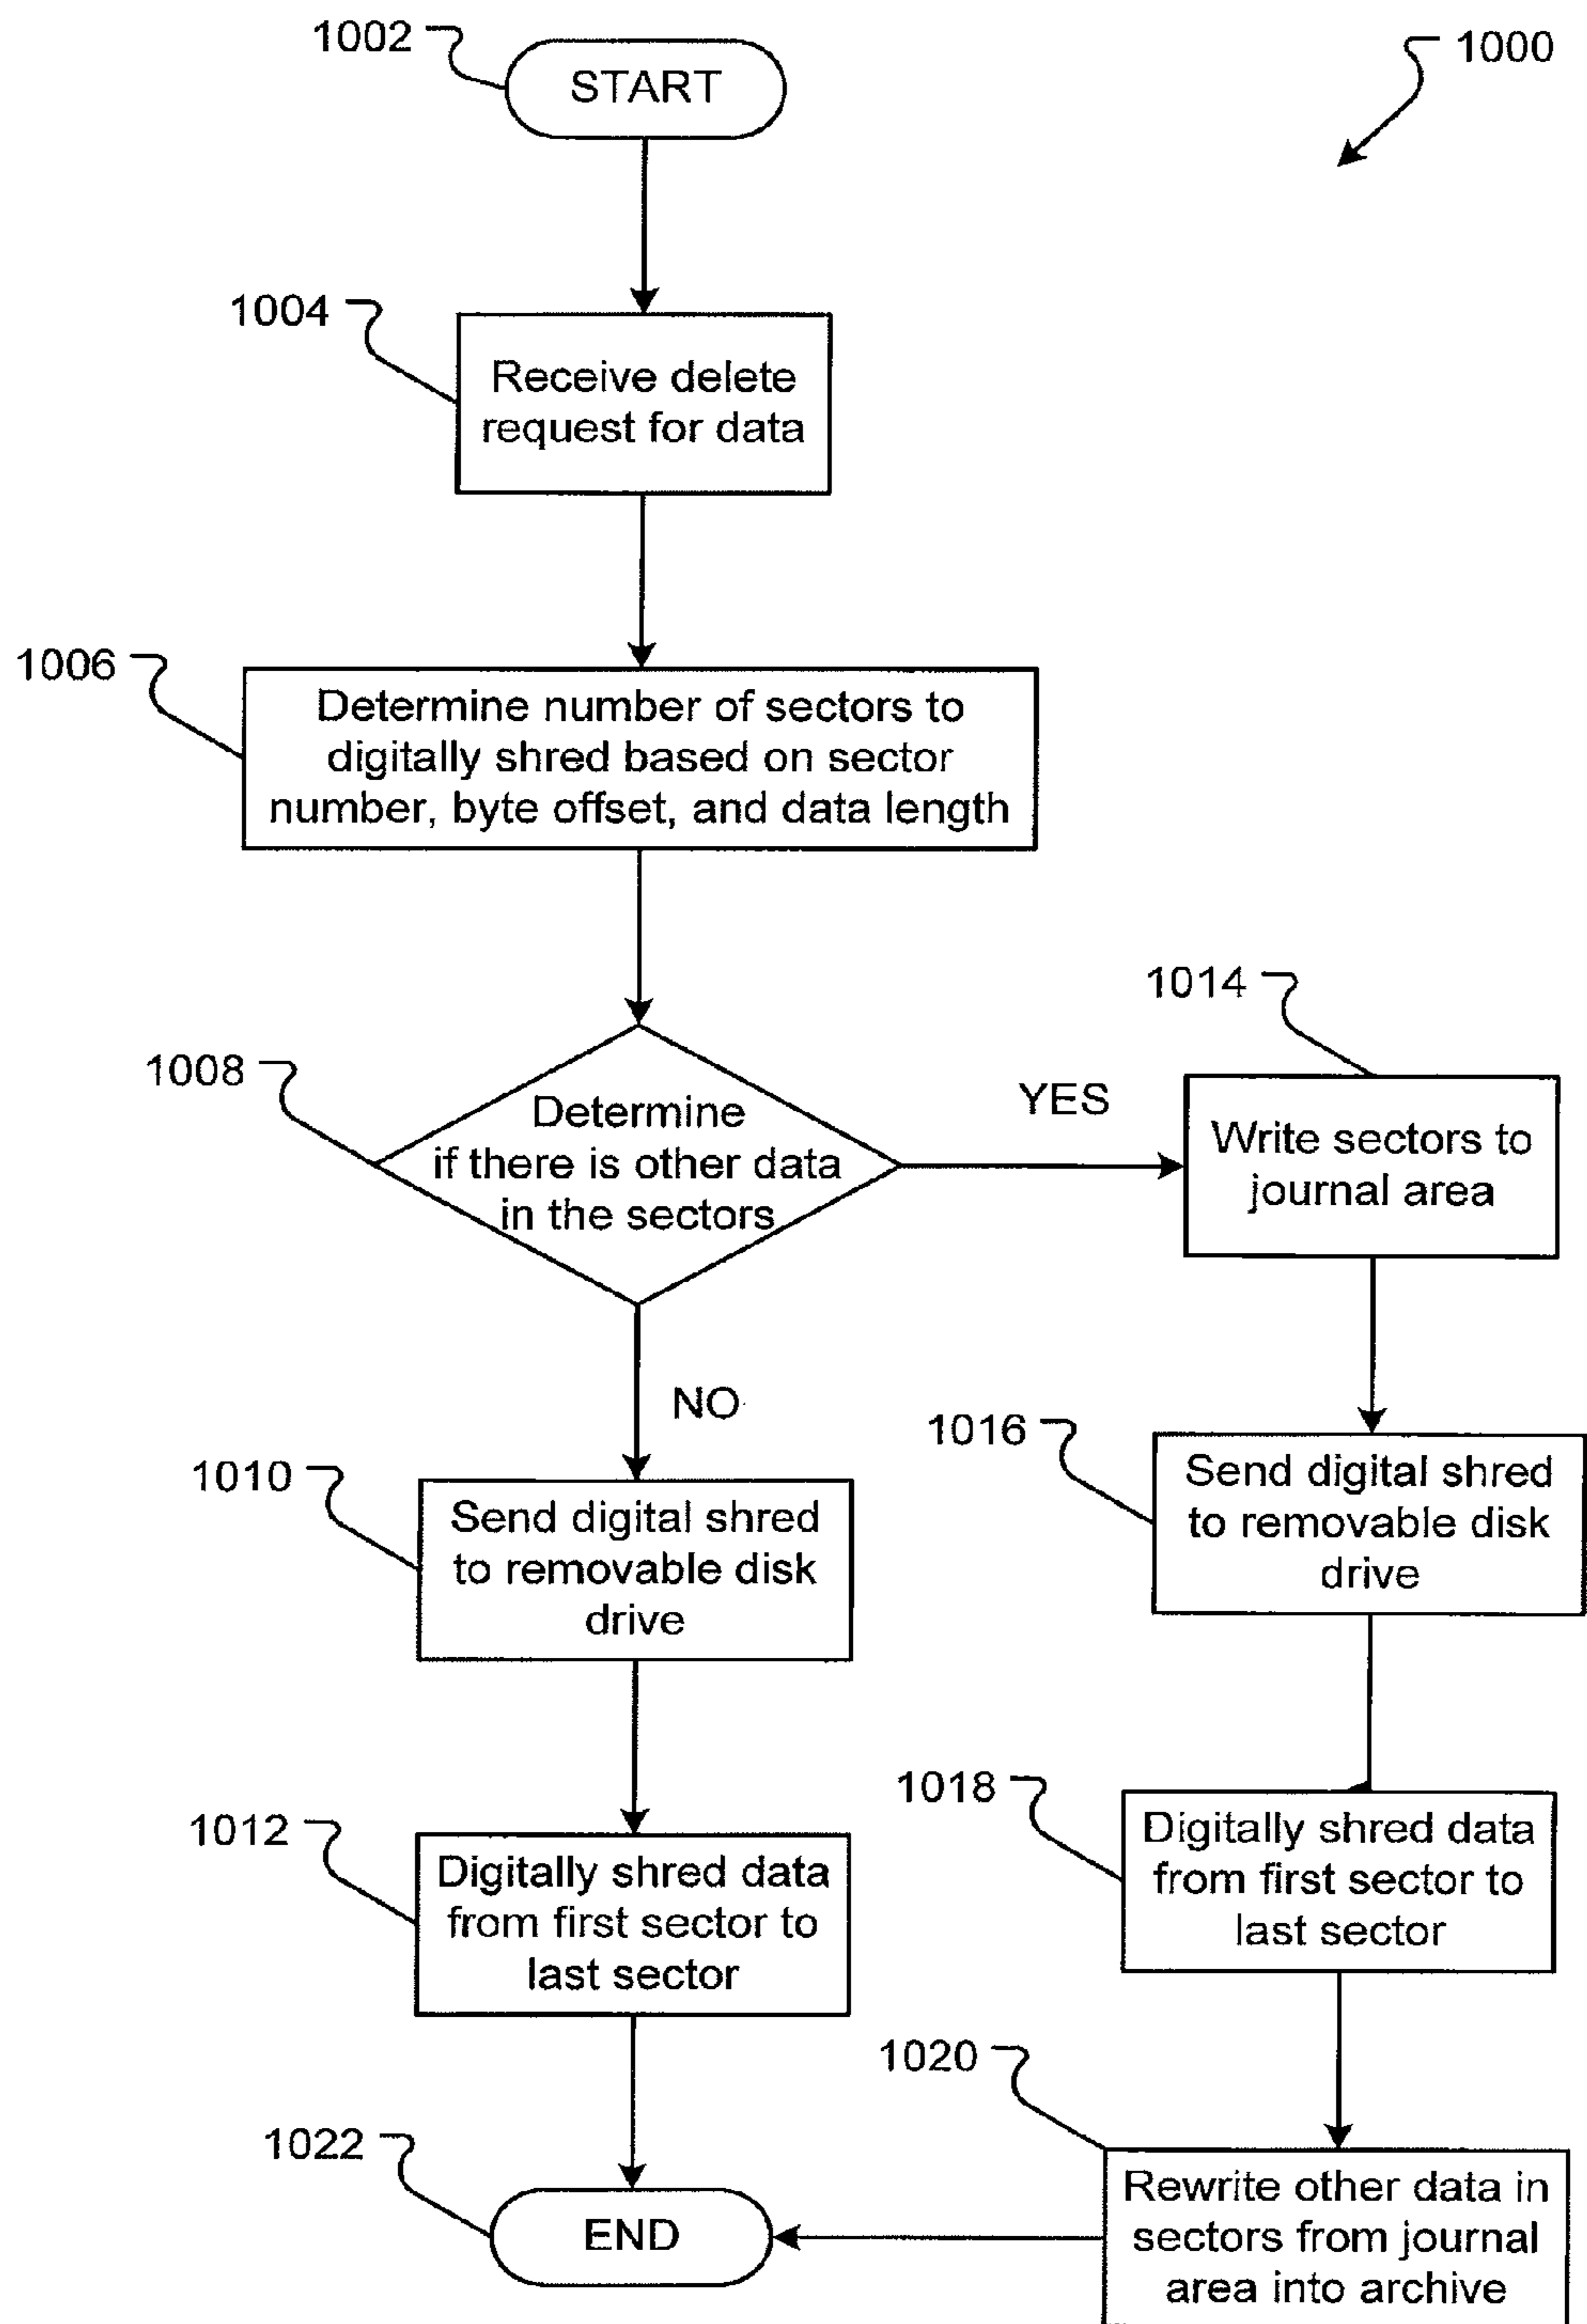 1002
START
1000
1004
Receive delete
request for data
1006
Determine number of sectors to
digitally shred based on sector
number, byte offset, and data length
1008
Determine
if there is other data
in the sectors
YES
1014
Write sectors to
journal area
NO
1010
Send digital shred
to removable disk
drive
1016
Send digital shred
to removable disk
drive
1012
Digitally shred data
from first sector to
last sector
1018
Digitally shred data
from first sector to
last sector
1020
Rewrite other data in
sectors from journal
area into archive
1022
END